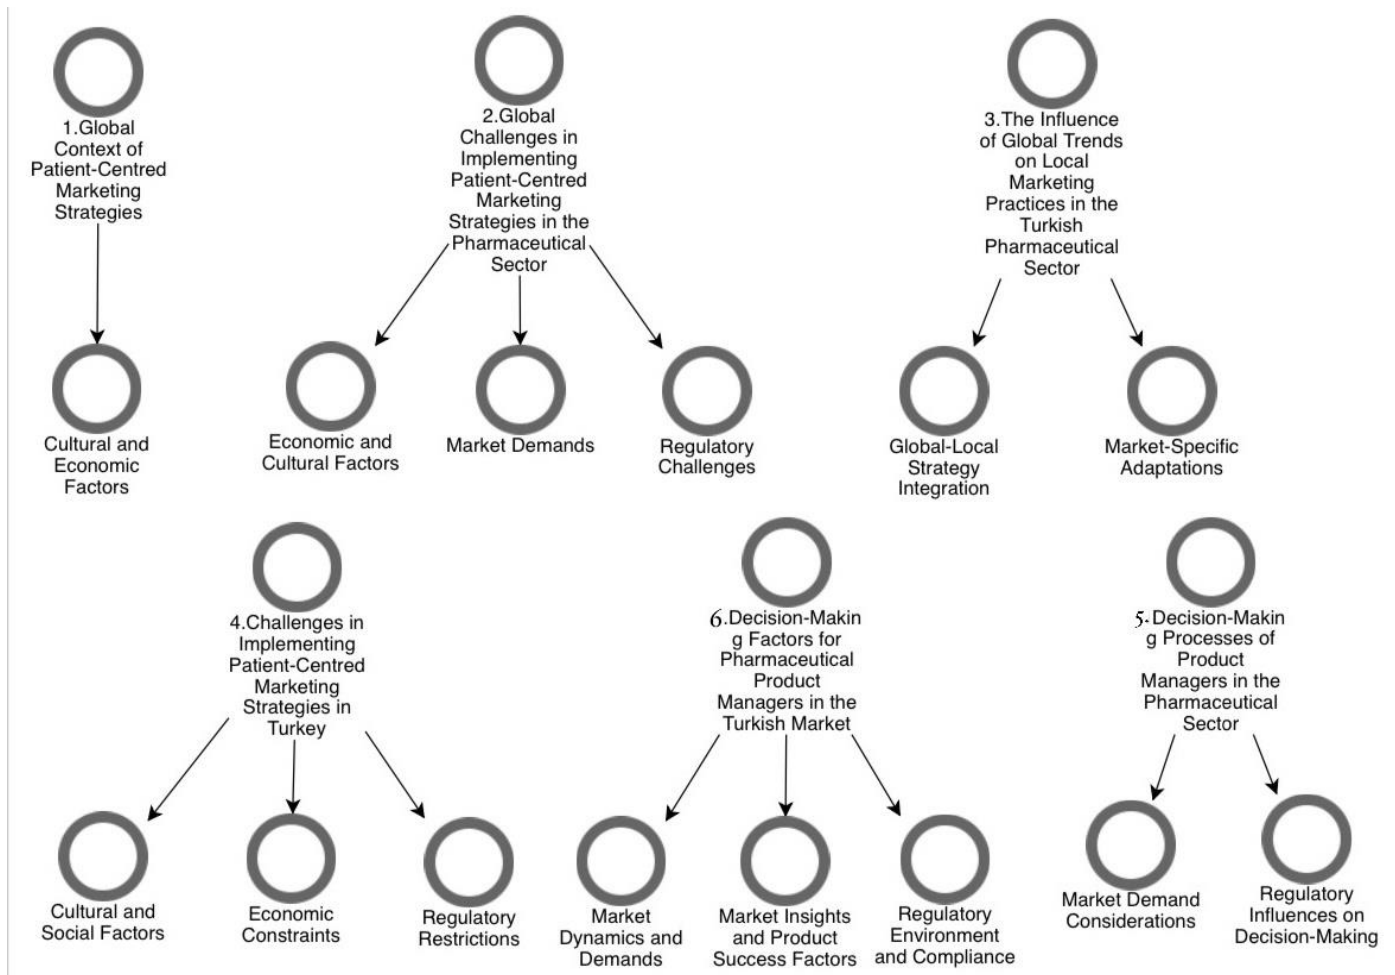 1.Global
Context of
Patient-Centred
Marketing
Strategies
2.Global
Challenges in
Implementing
Patient-Centred
Marketing
Strategies in the
Pharmaceutical
Sector
3.The Influence
of Global Trends
on Local
Marketing
Practices in the
Turkish
Pharmaceutical
Sector
Cultural and
Economic
Factors
Economic and
Cultural Factors
Market Demands
Regulatory
Challenges
Global-Local
Strategy
Integration
Market-Specific
Adaptations
4.Challenges in
Implementing
Patient-Centred
Marketing
Strategies in
Turkey
6.Decision-Makin
g Factors for
Pharmaceutical
Product
Managers in the
Turkish Market
5.Decision-Makin
g Processes of
Product
Managers in the
Pharmaceutical
Sector
Cultural and
Social Factors
Economic
Constraints
Regulatory
Restrictions
Market
Dynamics and
Demands
Market Insights
and Product
Success Factors
Regulatory
Environment
and Compliance
Market Demand
Considerations
Regulatory
Influences on
Decision-Making